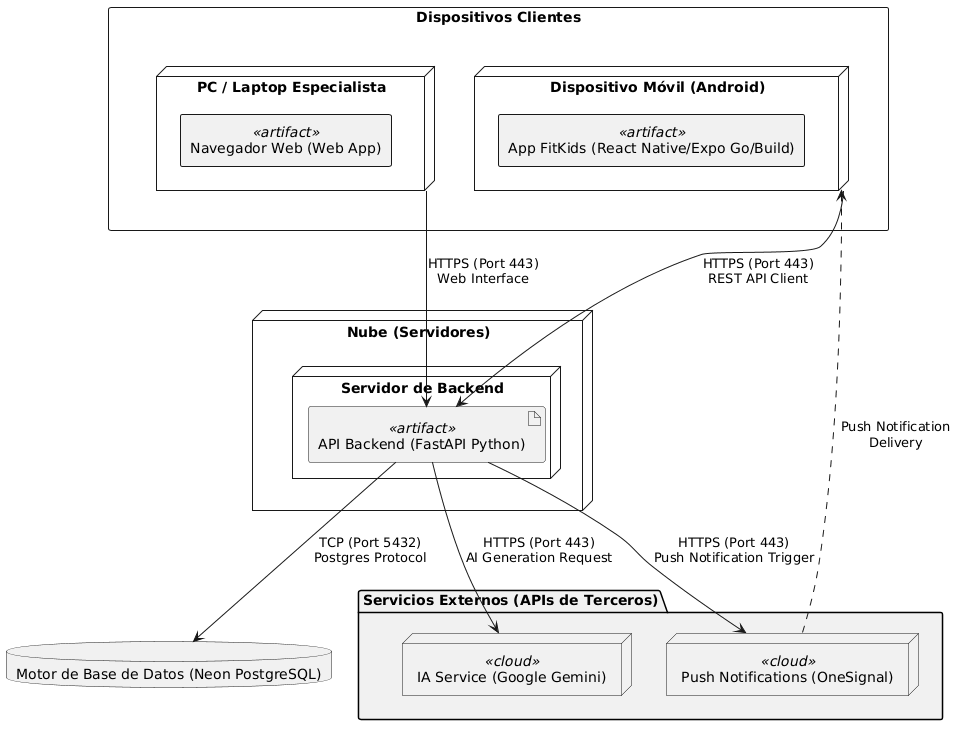 Dispositivos Clientes
PC / Laptop Especialista
«artifact»
Navegador Web (Web App)
Dispositivo Móvil (Android)
«artifact»
App FitKids (React Native/Expo Go/Build)
HTTPS (Port 443)
Web Interface
HTTPS (Port 443)
REST API Client
Nube (Servidores)
Servidor de Backend
«artifact»
API Backend (FastAPI Python)
Push Notification
Delivery
TCP (Port 5432)
Postgres Protocol
HTTPS (Port 443)
AI Generation Request
HTTPS (Port 443)
Push Notification Trigger
Servicios Externos (APIs de Terceros)
Motor de Base de Datos (Neon PostgreSQL)
«cloud»
IA Service (Google Gemini)
«cloud»
Push Notifications (OneSignal)